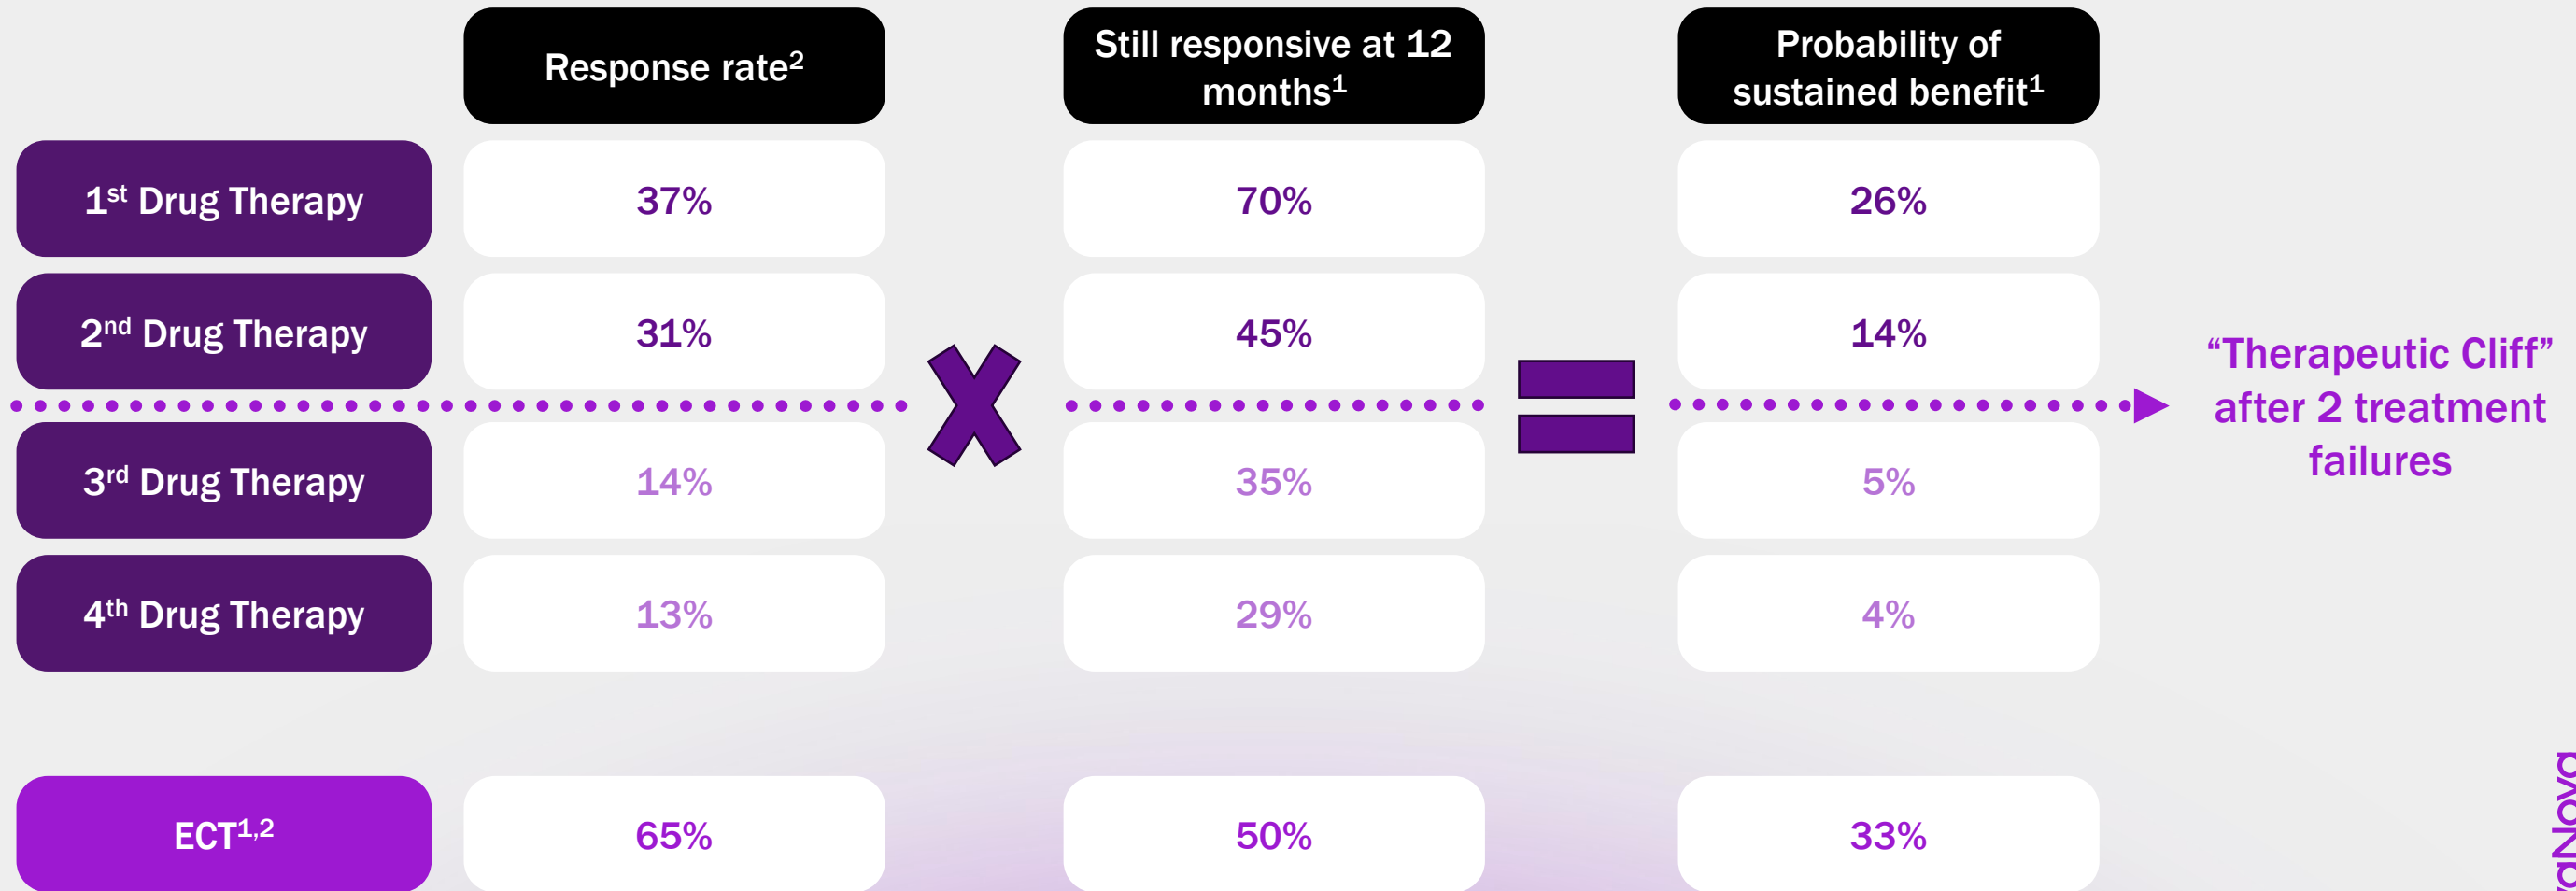 Response rate²
Still responsive at 12
months¹
Probability of
sustained benefit¹
1st Drug Therapy
37%
70%
26%
2nd Drug Therapy
31%
45%
14%
"Therapeutic Cliff"
after 2 treatment
failures
3rd Drug Therapy
14%
35%
5%
4th Drug Therapy
13%
29%
4%
ECT¹,²
65%
50%
33%